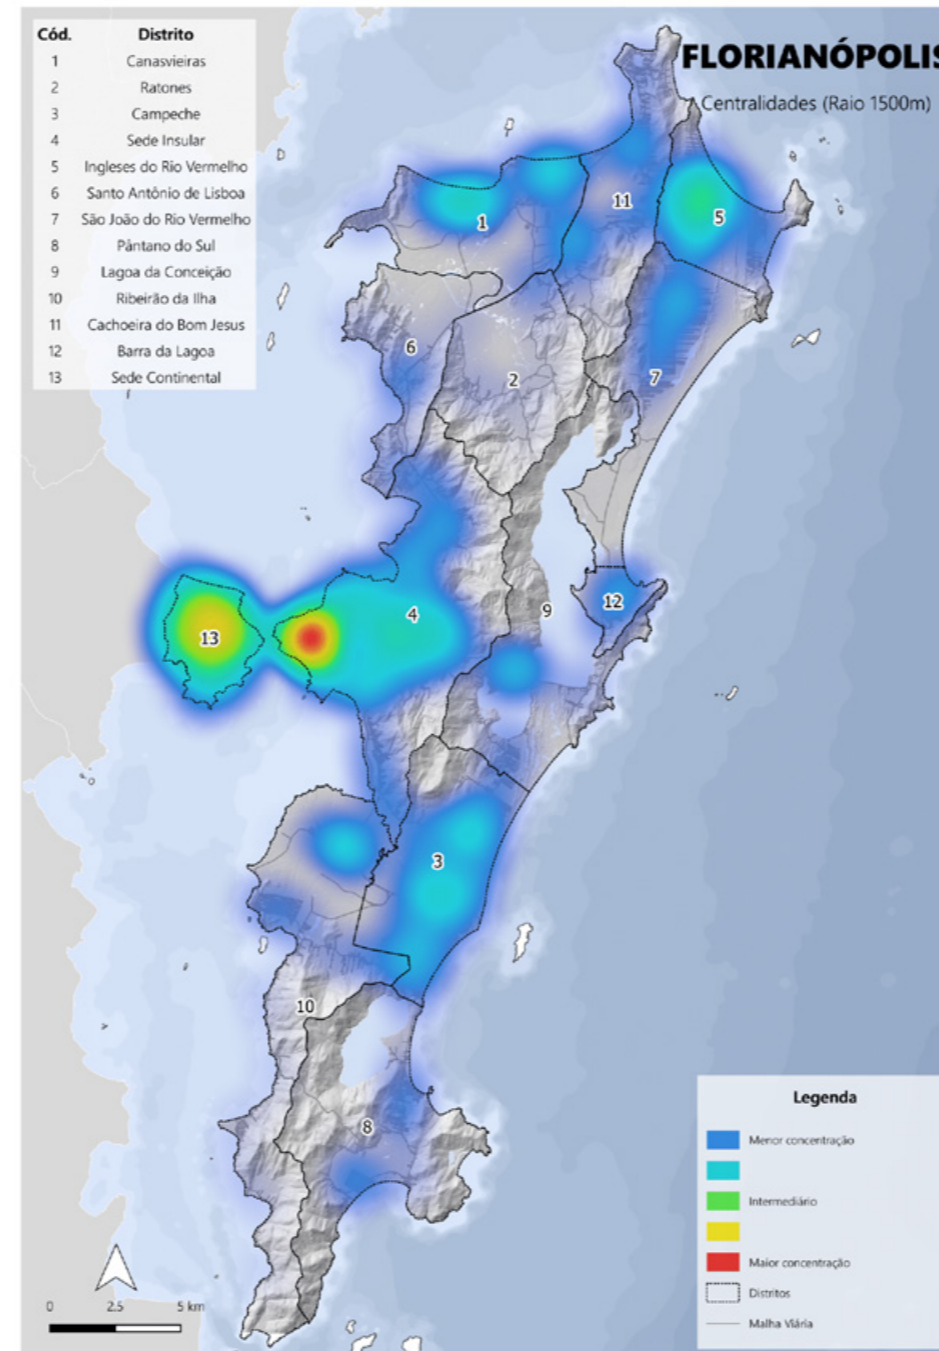 Cód. Distrito
1 Canasvieiras
2 Ratones
3 Campeche
4 Sede Insular
5 Ingleses do Rio Vermelho
6 Santo Antônio de Lisboa
7 São João do Rio Vermelho
8 Pântano do Sul
9 Lagoa da Conceição
10 Ribeirão da Ilha
11 Cachoeira do Bom Jesus
12 Barra da Lagoa
13 Sede Continental
FLORIANÓPOLIS
Centralidades (Raio 1500m)
11
1
5
6
2
7
12
9
4
13
3
10
8
Legenda
Menor concentração
Intermediário
Maior concentração
Distritos
Malha Viária
0 2.5 5 km